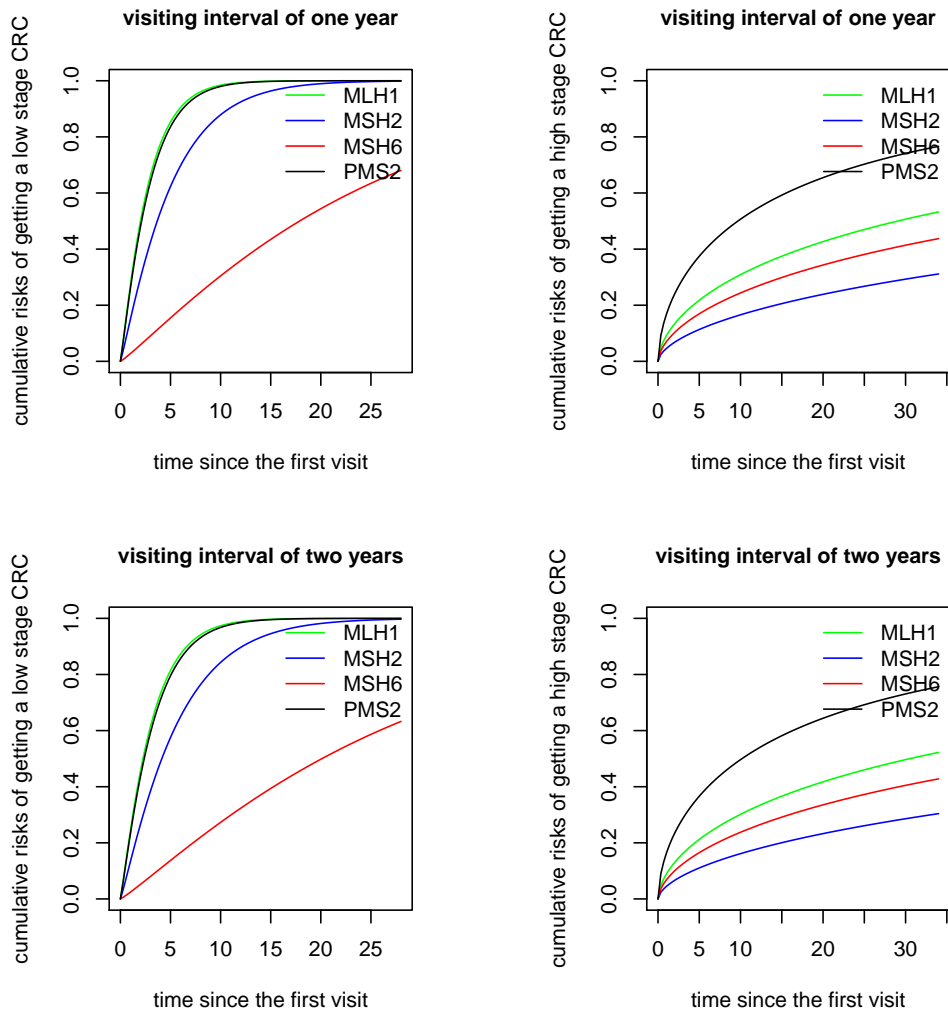 visiting interval of one year
cumulative risks of getting a low stage CRC
1.0
0.8
0.6
0.4
0.2
0.0
MLH1
MSH2
MSH6
PMS2
0 5 10 15 20 25
time since the first visit
visiting interval of one year
cumulative risks of getting a high stage CRC
1.0
0.8
0.6
0.4
0.2
0.0
MLH1
MSH2
MSH6
PMS2
0 5 10 20 30
time since the first visit
visiting interval of two years
cumulative risks of getting a low stage CRC
1.0
0.8
0.6
0.4
0.2
0.0
MLH1
MSH2
MSH6
PMS2
0 5 10 15 20 25
time since the first visit
visiting interval of two years
cumulative risks of getting a high stage CRC
1.0
0.8
0.6
0.4
0.2
0.0
MLH1
MSH2
MSH6
PMS2
0 5 10 20 30
time since the first visit